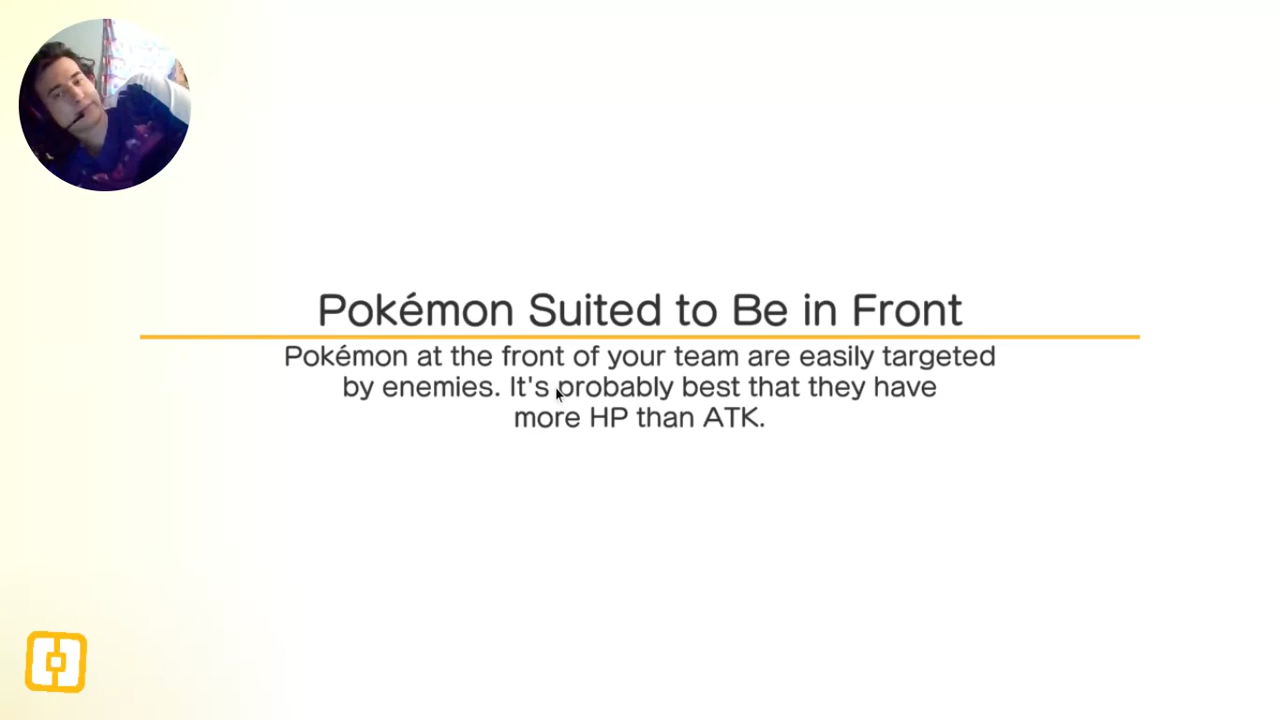 Pokémon Suited to Be in Front
Pokémon at the front of your team are easily targeted
by enemies. It's probably best that they have
more HP than ATK.